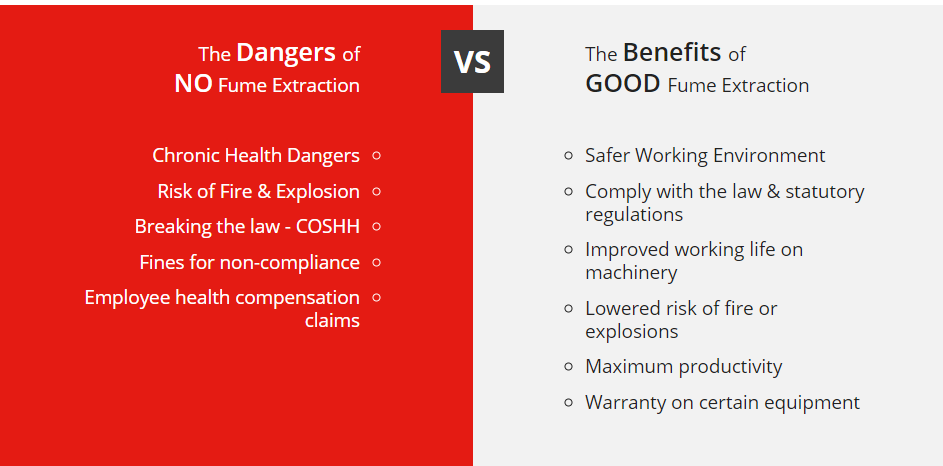 The Dangers of
NO Fume Extraction
Chronic Health Dangers
Risk of Fire & Explosion
Breaking the law - COSHH
Fines for non-compliance
Employee health compensation
claims
VS
The Benefits of
GOOD Fume Extraction
Safer Working Environment
Comply with the law & statutory
regulations
Improved working life on
machinery
Lowered risk of fire or
explosions
Maximum productivity
Warranty on certain equipment